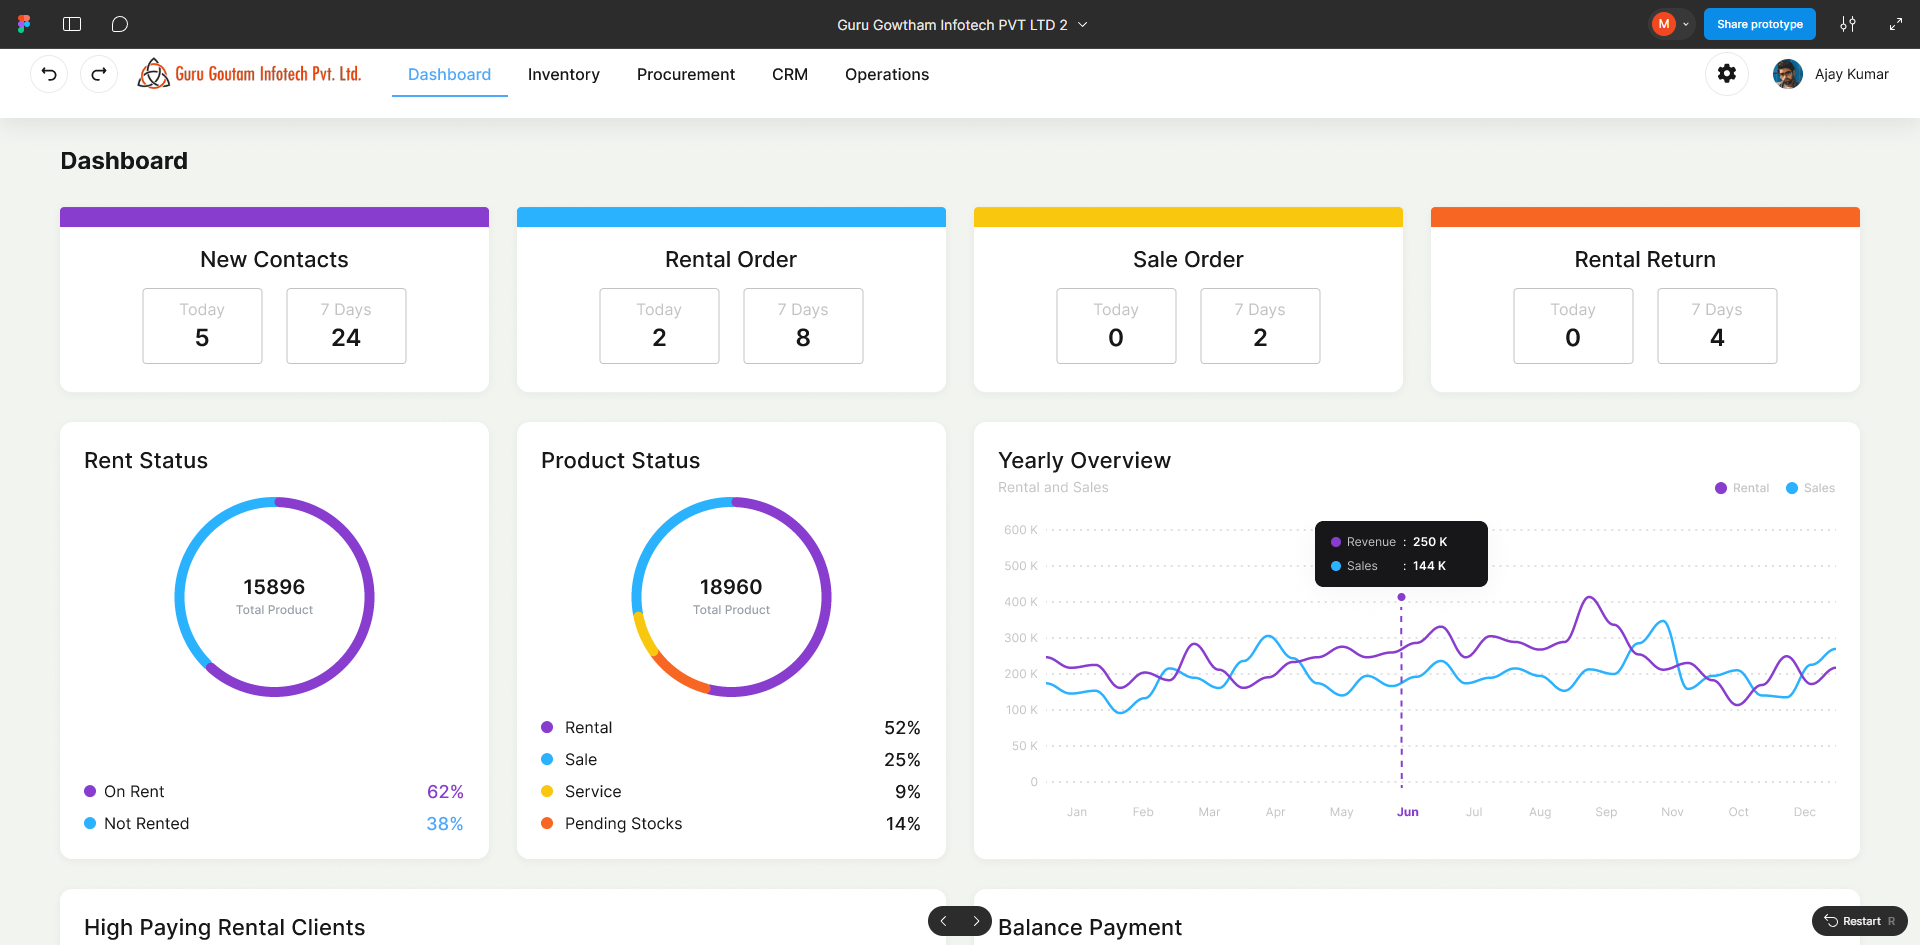 Guru Gowtham Infotech PVT LTD 2
M
Share prototype
Guru Goutam Infotech Pvt. Ltd.
Dashboard
Inventory
Procurement
CRM
Operations
Ajay Kumar
Dashboard
New Contacts
Today
5
7 Days
24
Rental Order
Today
2
7 Days
8
Sale Order
Today
0
7 Days
2
Rental Return
Today
0
7 Days
4
Rent Status
15896
Total Product
On Rent 62%
Not Rented 38%
Product Status
18960
Total Product
Rental 52%
Sale 25%
Service 9%
Pending Stocks 14%
Yearly Overview
Rental and Sales
Rental
Sales
600 K
500 K
400 K
300 K
200 K
100 K
50 K
0
Revenue : 250 K
Sales : 144 K
Jan Feb Mar Apr May Jun Jul Aug Sep Nov Oct Dec
High Paying Rental Clients
Balance Payment
Restart R